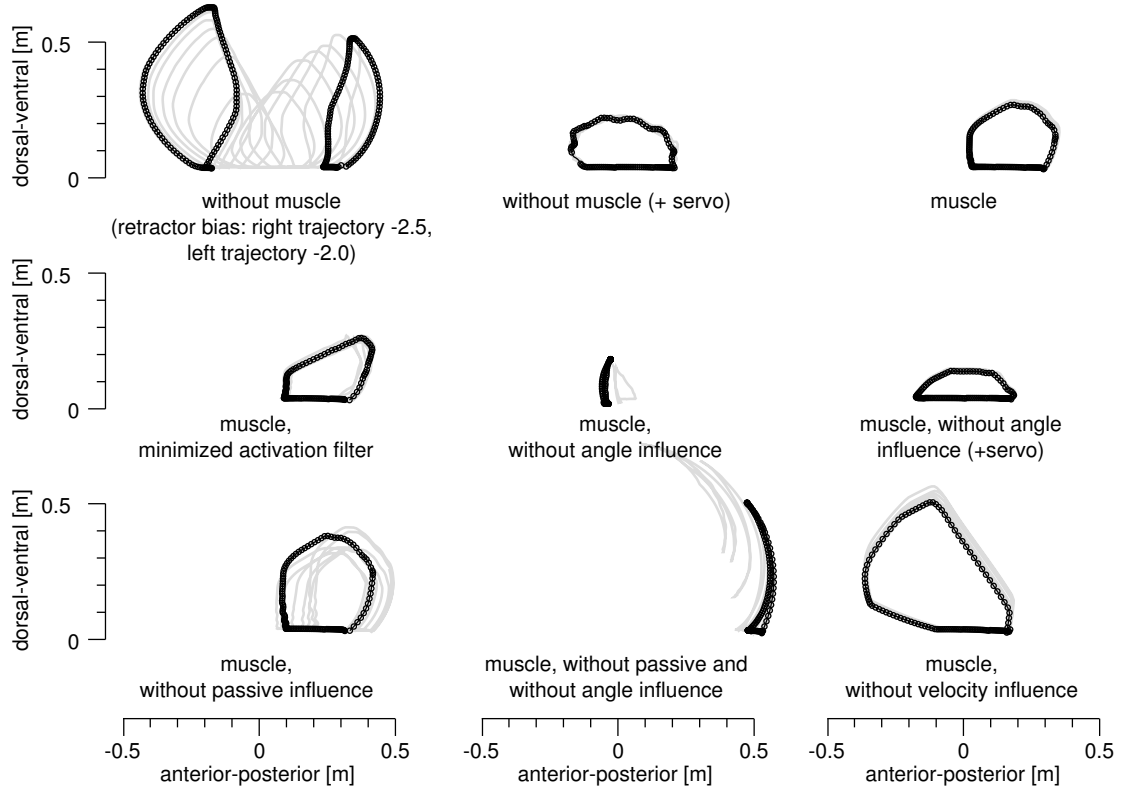 dorsal-ventral [m]
0.5
0
without muscle
(retractor bias: right trajectory -2.5,
left trajectory -2.0)
without muscle (+ servo)
muscle
dorsal-ventral [m]
0.5
0
muscle,
minimized activation filter
muscle,
without angle influence
muscle, without angle
influence (+servo)
dorsal-ventral [m]
0.5
0
muscle,
without passive influence
muscle, without passive and
without angle influence
muscle,
without velocity influence
-0.5 0 0.5
anterior-posterior [m]
-0.5 0 0.5
anterior-posterior [m]
-0.5 0 0.5
anterior-posterior [m]